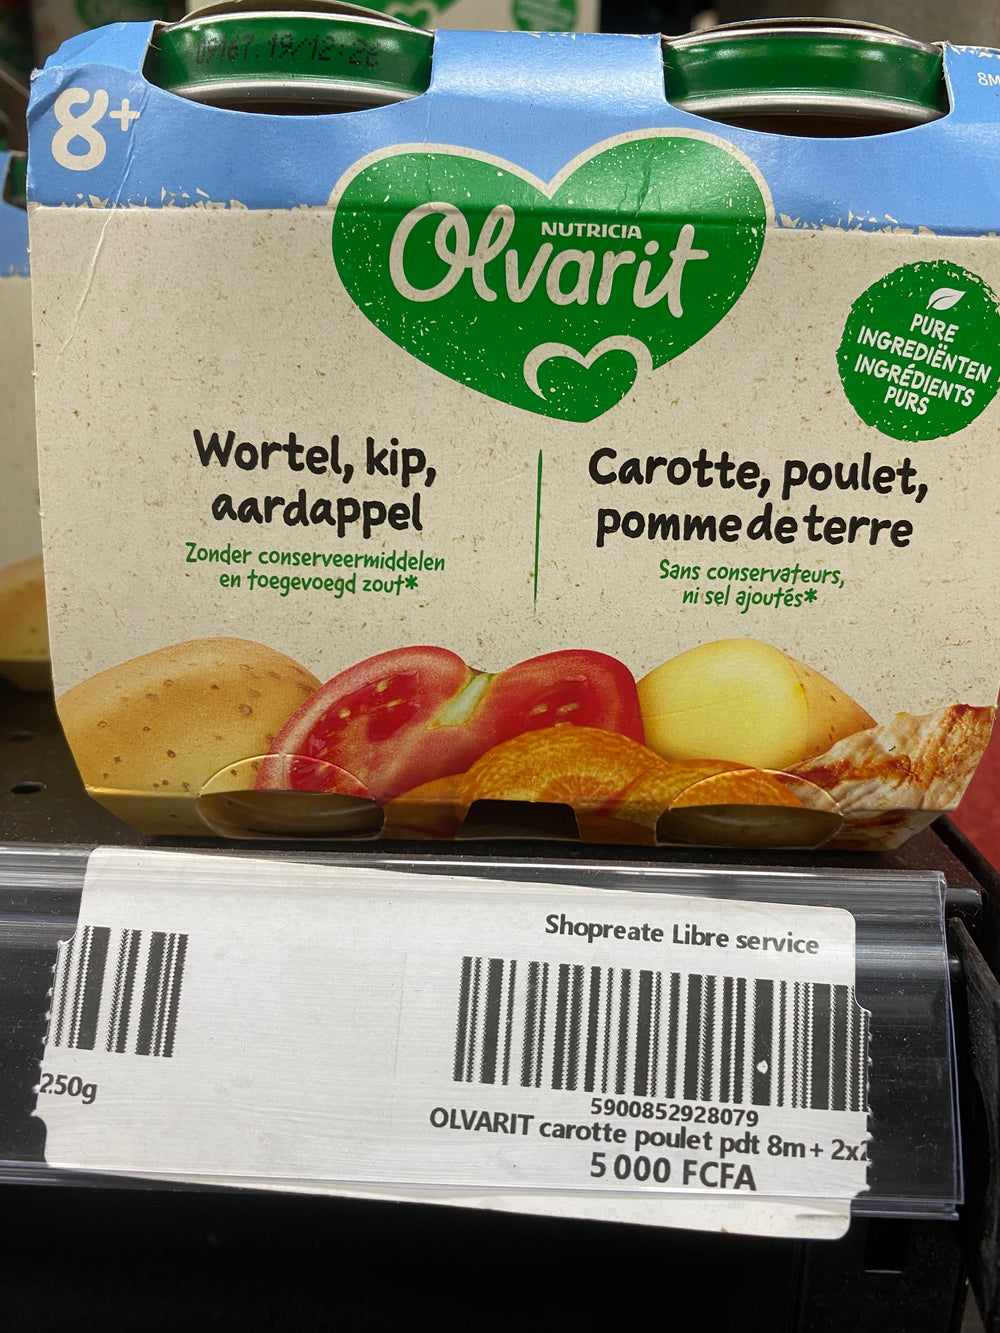 8+
8M
NUTRICIA
Olvarit
PURE
INGREDIËNTEN
INGRÉDIENTS
PURS
Wortel, kip,
aardappel
Zonder conserveermiddelen
en toegevoegd zout*
Carotte, poulet,
pomme de terre
Sans conservateurs,
ni sel ajoutés*
250g
Shopreate Libre service
5900852928079
OLVARIT carotte poulet pdt 8m+ 2x2
5 000 FCFA